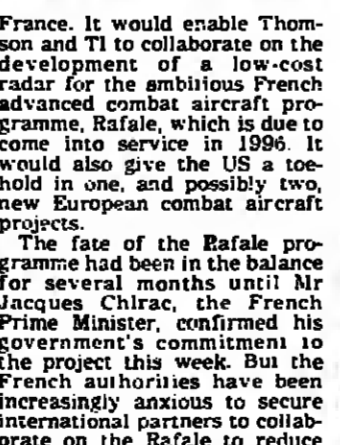 France. It would enable Thom-
son and TI to collaborate on the
development of a low-cost
radar for the ambitious French
advanced combat aircraft pro-
gramme, Rafale, which is due to
come into service in 1996. It
would also give the US a toe-
hold in one, and possibly two,
new European combat aircraft
projects.
The fate of the Rafale pro-
gramme had been in the balance
for several months until Mr
Jacques Chirac, the French
Prime Minister, confirmed his
government's commitment to
the project this week. But the
French authorities have been
increasingly anxious to secure
international partners to collab-
orate on the Rafale to reduce